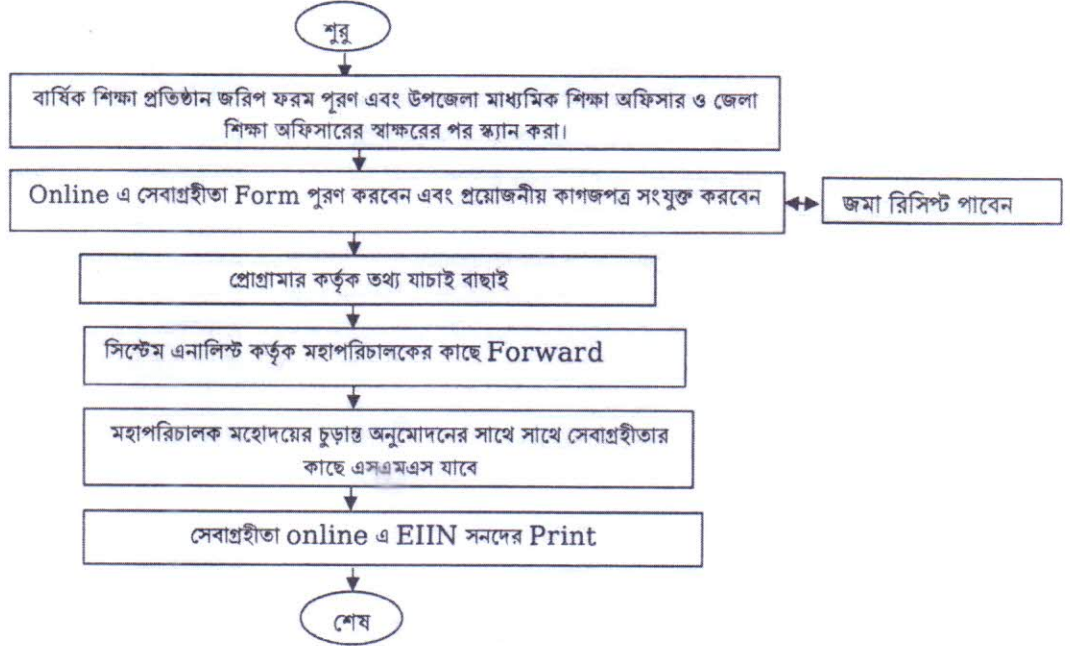 শুরু
বার্ষিক শিক্ষা প্রতিষ্ঠান জরিপ ফরম পূরণ এবং উপজেলা মাধ্যমিক শিক্ষা অফিসার ও জেলা
শিক্ষা অফিসারের স্বাক্ষরের পর স্ক্যান করা।
Online এ সেবাগ্রহীতা Form পুরণ করবেন এবং প্রয়োজনীয় কাগজপত্র সংযুক্ত করবেন
জমা রিসিপ্ট পাবেন
প্রোগ্রামার কর্তৃক তথ্য যাচাই বাছাই
সিস্টেম এনালিস্ট কর্তৃক মহাপরিচালকের কাছে Forward
মহাপরিচালক মহোদয়ের চুড়ান্ত অনুমোদনের সাথে সাথে সেবাগ্রহীতার
কাছে এসএমএস যাবে
সেবাগ্রহীতা online এ EIIN সনদের Print
শেষ